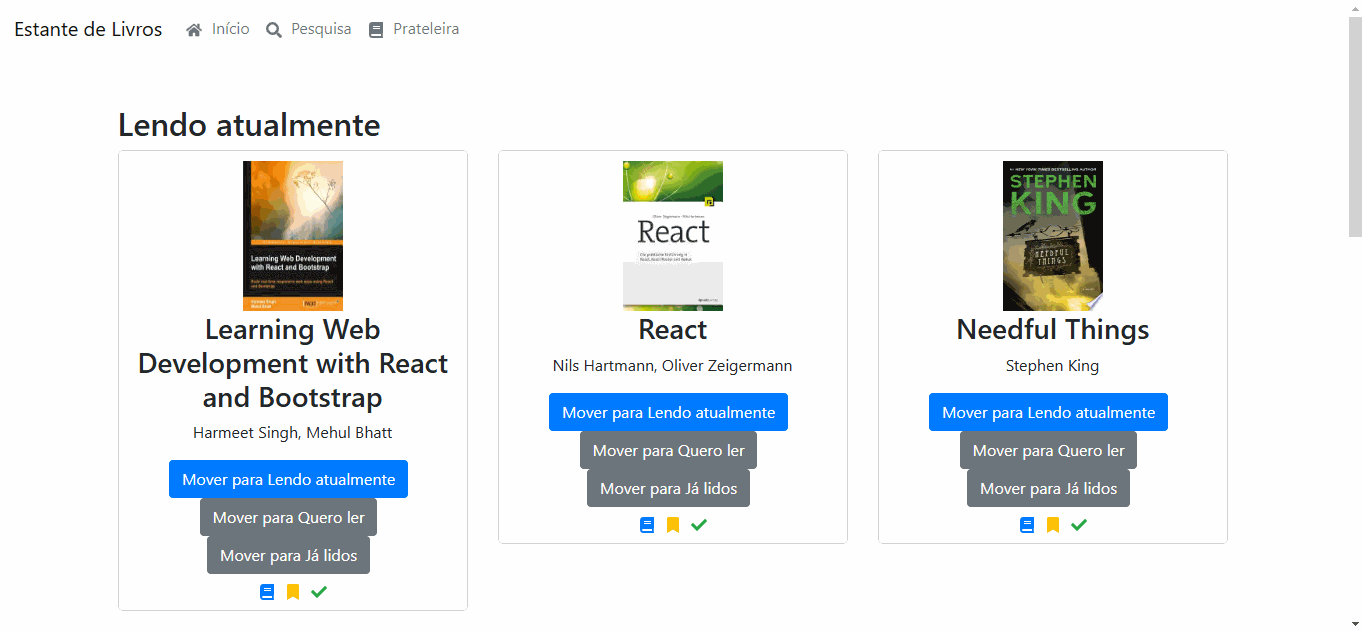 Estante de Livros Início Pesquisa Prateleira
Lendo atualmente
Learning Web Development
with React and Bootstrap
Learning Web
Development with React
and Bootstrap
Harmeet Singh, Mehul Bhatt
Mover para Lendo atualmente
Mover para Quero ler
Mover para Já lidos
React
React
Nils Hartmann, Oliver Zeigermann
Mover para Lendo atualmente
Mover para Quero ler
Mover para Já lidos
STEPHEN
KING
NEEDFUL
THINGS
Needful Things
Stephen King
Mover para Lendo atualmente
Mover para Quero ler
Mover para Já lidos